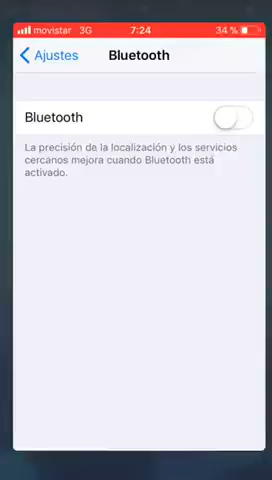 movistar 3G 7:24 34 %
Ajustes Bluetooth
Bluetooth
La precisión de la localización y los servicios
cercanos mejora cuando Bluetooth está
activado.